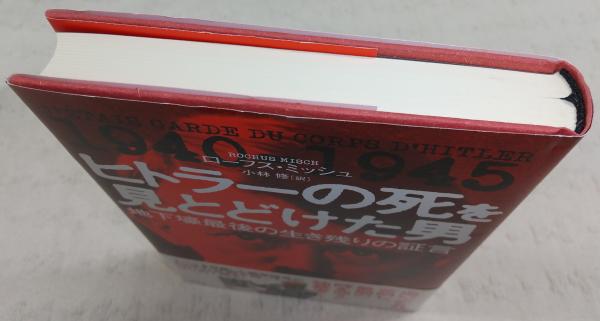 J'ÉTAIS GARDE DU CORPS D'HITLER
1940-1945
ROCHUS MISCH
ローフス・ミッシュ
小林 修[訳]
ヒトラーの死を
見とどけた男
地下壕最後の生き残りの証言